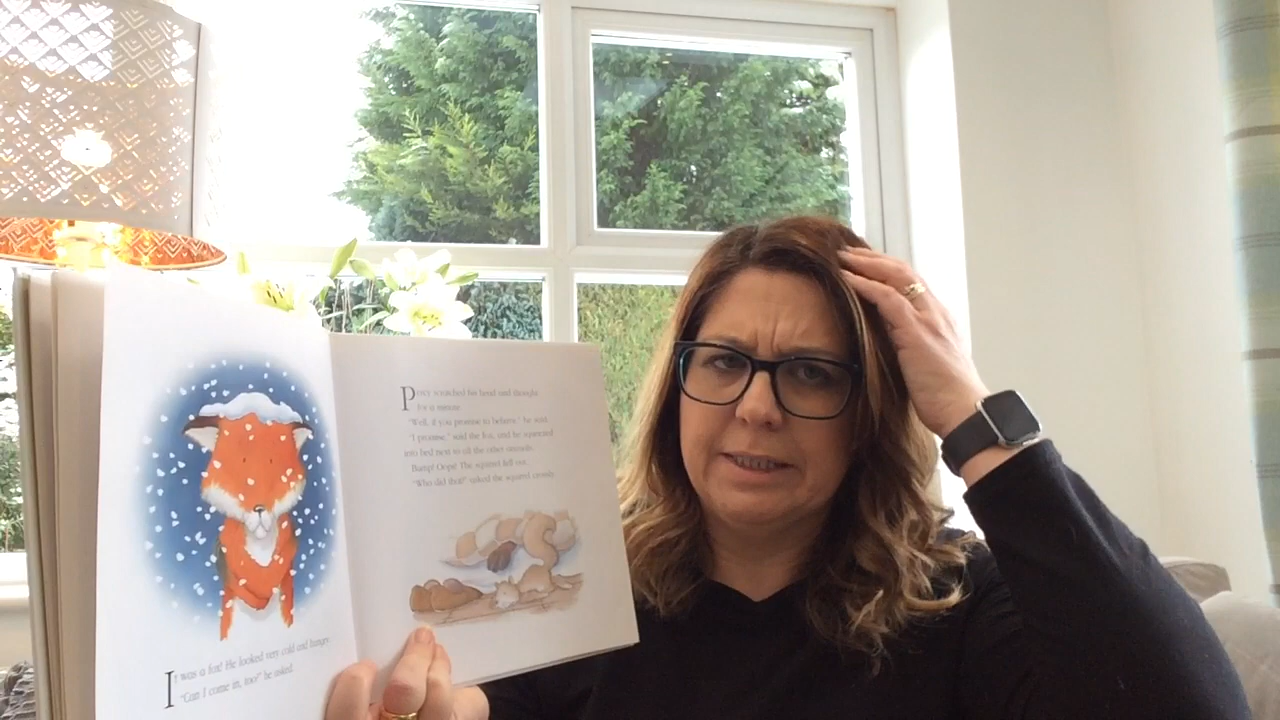 It was a fox! He looked very cold and hungry.
"Can I come in, too?" he asked.
Percy scratched his head and thought
for a minute.
"Well, if you promise to behave," he said.
"I promise," said the fox, and he squeezed
into bed next to all the other animals.
Bump! Oops! The squirrel fell out.
"Who did that?" asked the squirrel crossly.